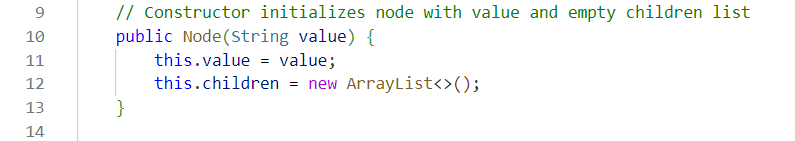 9 // Constructor initializes node with value and empty children list
10 public Node(String value) {
11 this.value = value;
12 this.children = new ArrayList<>();
13 }
14